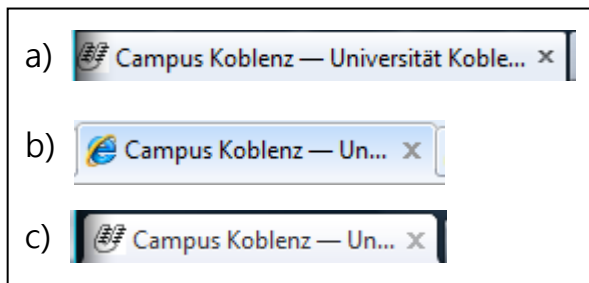 a) Campus Koblenz — Universität Koble... ×
b) Campus Koblenz — Un... x
c) Campus Koblenz — Un... x